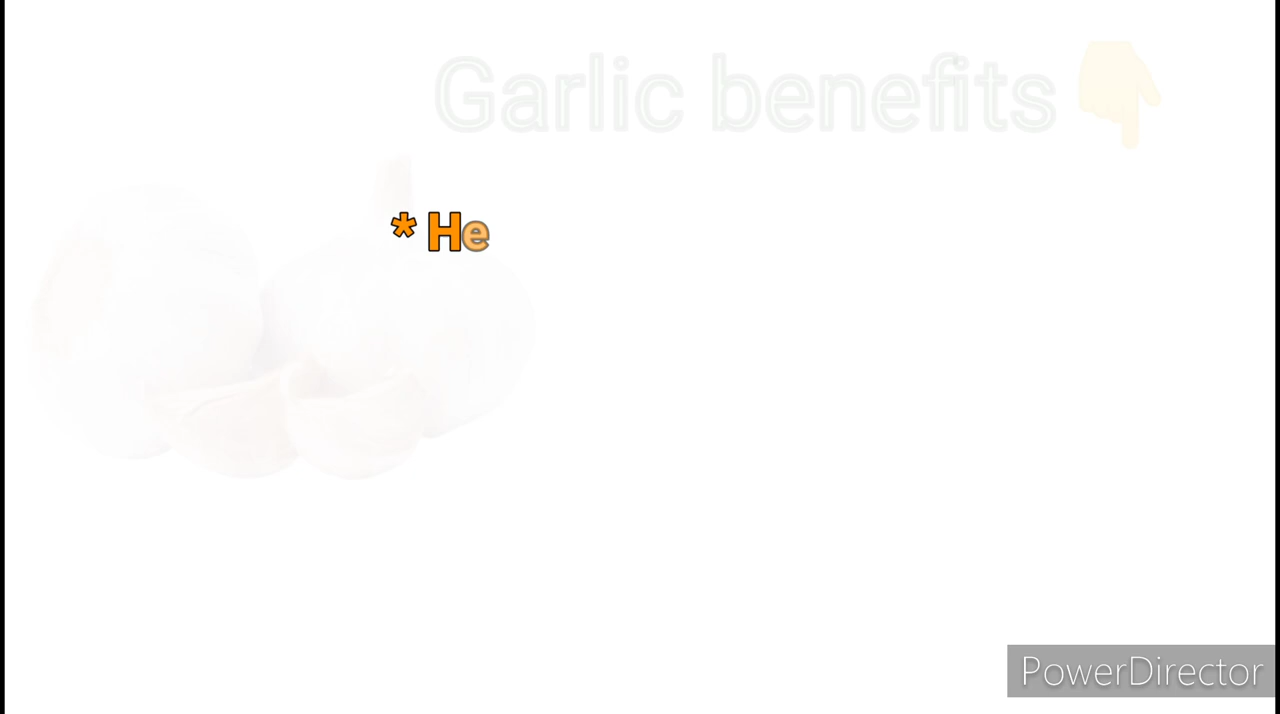 Garlic benefits 👇
* He
PowerDirector